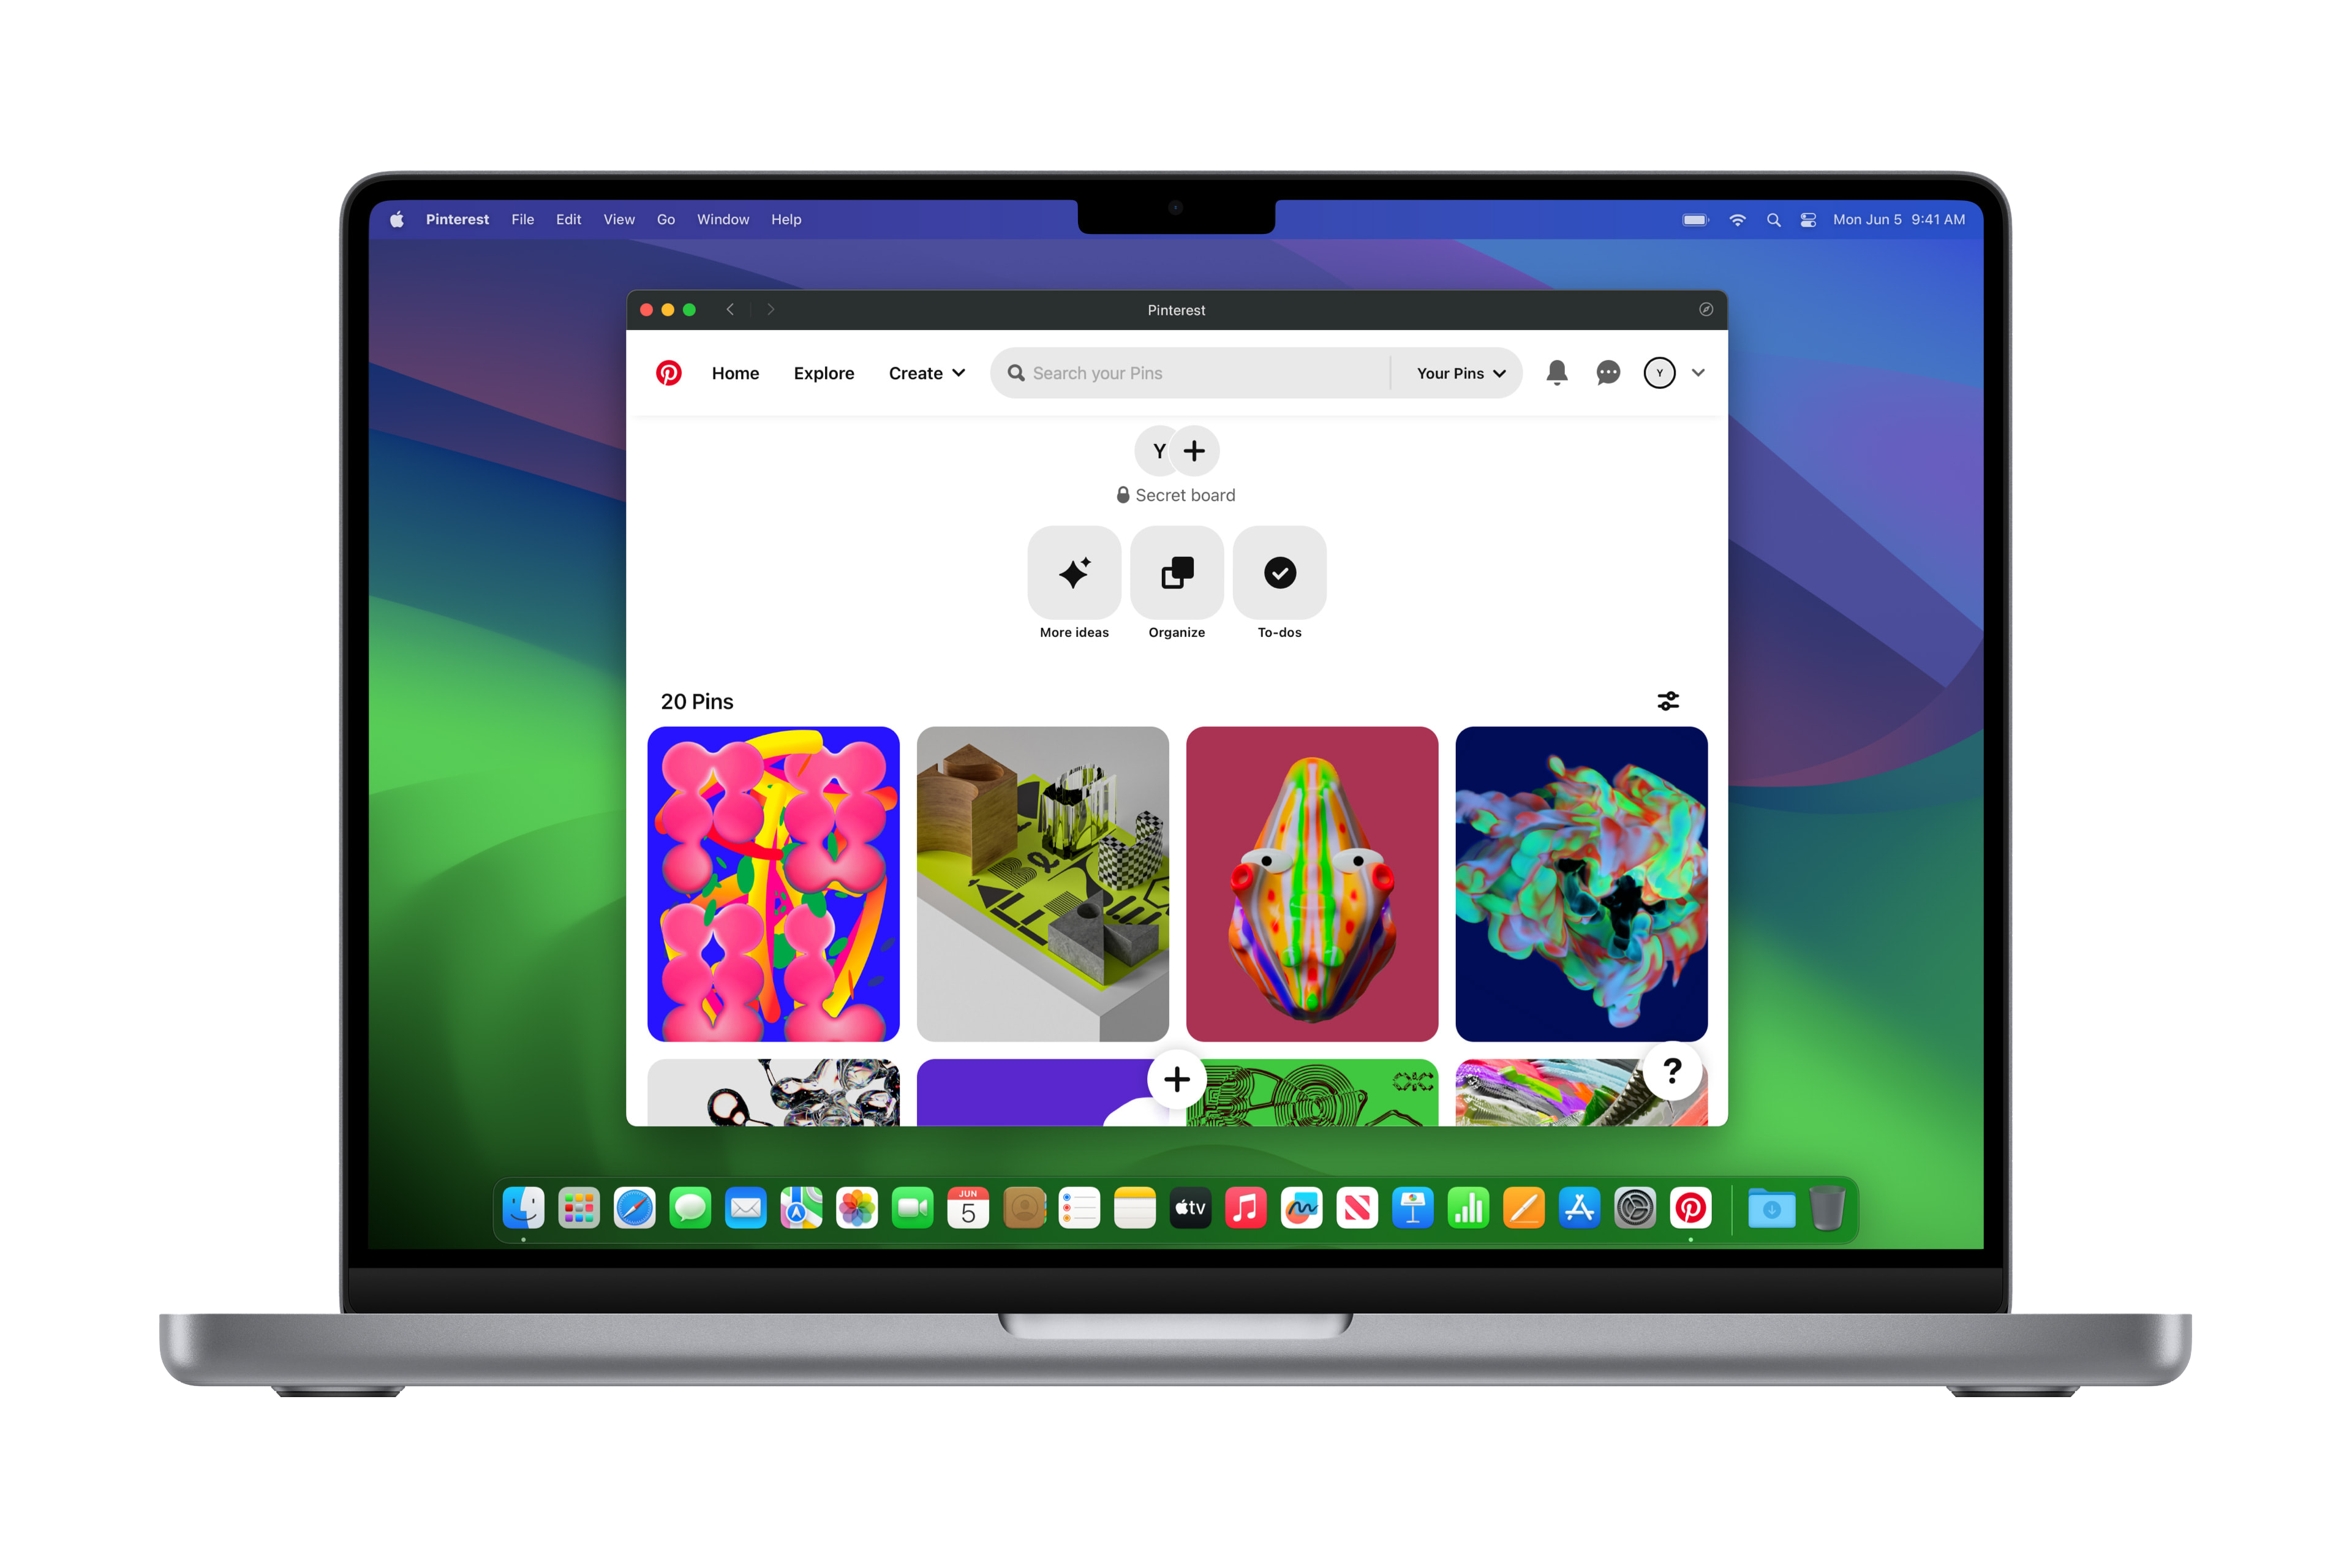 Pinterest File Edit View Go Window Help Mon Jun 5 9:41 AM
Pinterest
Home Explore Create Search your Pins Your Pins Y
Y
Secret board
More ideas Organize To-dos
20 Pins
?
JUN
5
tv